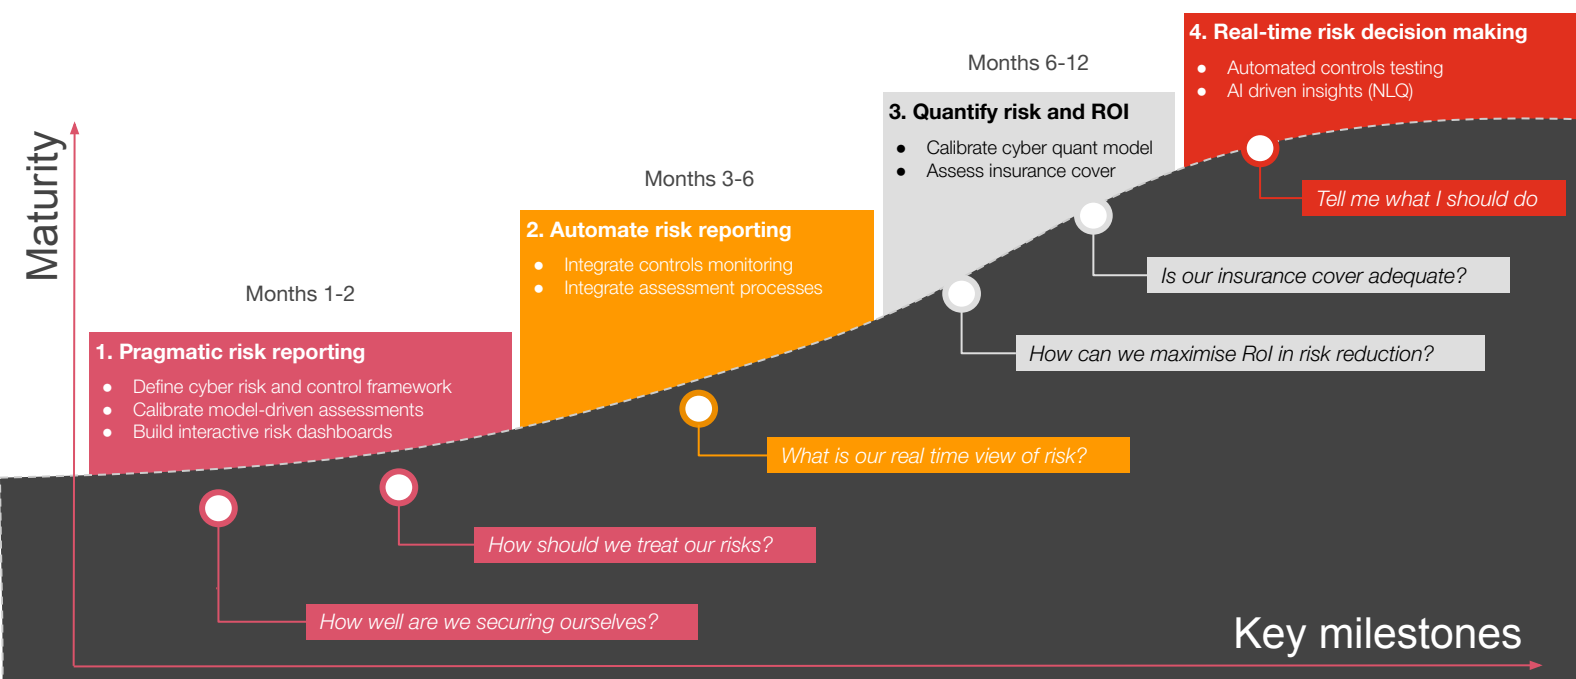 Maturity
Months 1-2
1. Pragmatic risk reporting
● Define cyber risk and control framework
● Calibrate model-driven assessments
● Build interactive risk dashboards
Months 3-6
2. Automate risk reporting
● Integrate controls monitoring
● Integrate assessment processes
Months 6-12
3. Quantify risk and ROI
● Calibrate cyber quant model
● Assess insurance cover
4. Real-time risk decision making
● Automated controls testing
● AI driven insights (NLQ)
Tell me what I should do
Is our insurance cover adequate?
How can we maximise RoI in risk reduction?
What is our real time view of risk?
How should we treat our risks?
How well are we securing ourselves?
Key milestones